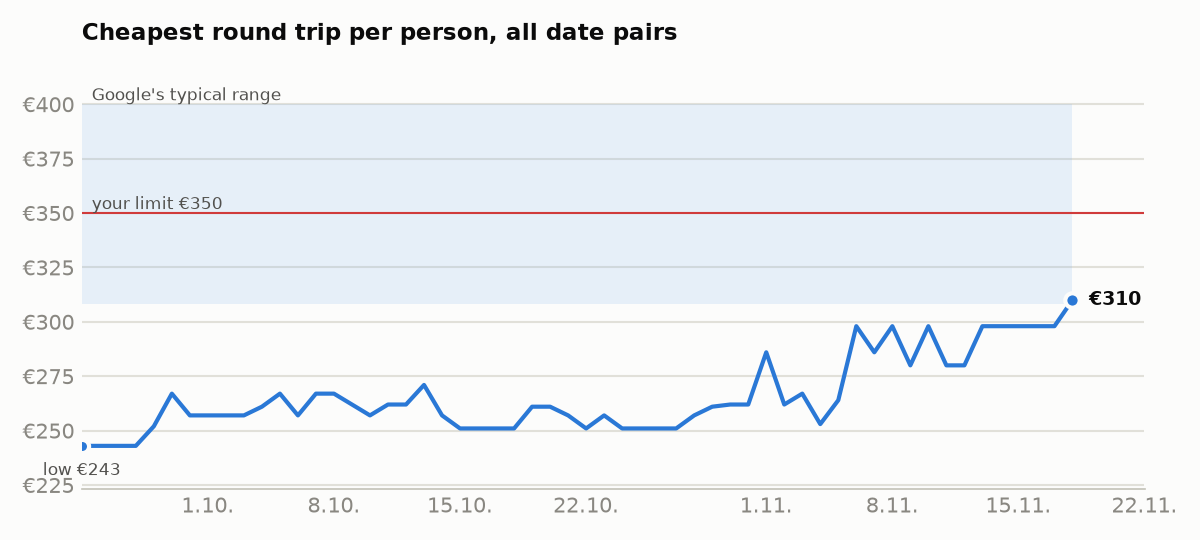 Cheapest round trip per person, all date pairs
Google's typical range
€400
€375
your limit €350
€350
€325
€310
€300
€275
€250
low €243
€225
1.10. 8.10. 15.10. 22.10. 1.11. 8.11. 15.11. 22.11.